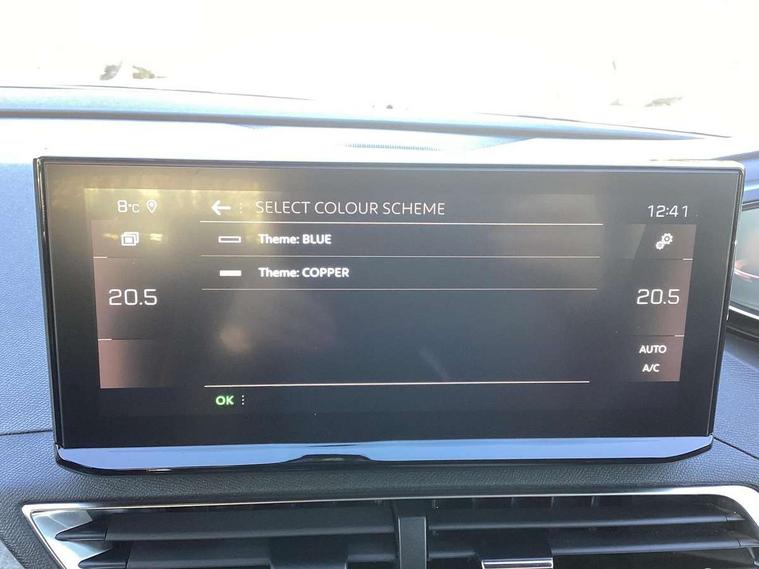 8°C SELECT COLOUR SCHEME 12:41
Theme: BLUE
Theme: COPPER
20.5 20.5
AUTO
A/C
OK